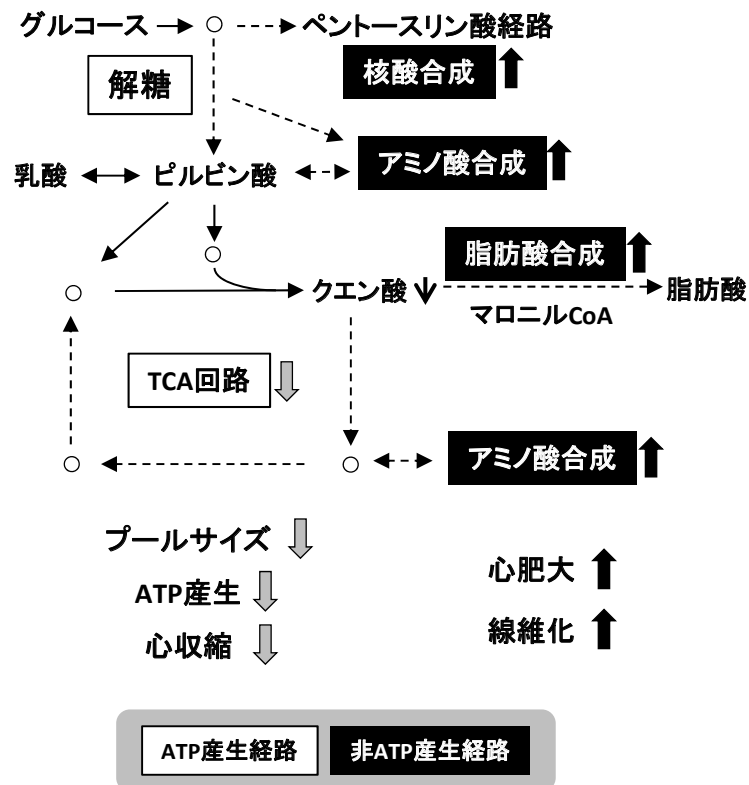 グルコース
ペントースリン酸経路
解糖
核酸合成
アミノ酸合成
乳酸
ピルビン酸
脂肪酸合成
クエン酸
脂肪酸
マロニルCoA
TCA回路
アミノ酸合成
プールサイズ
ATP産生
心収縮
心肥大
線維化
ATP産生経路
非ATP産生経路